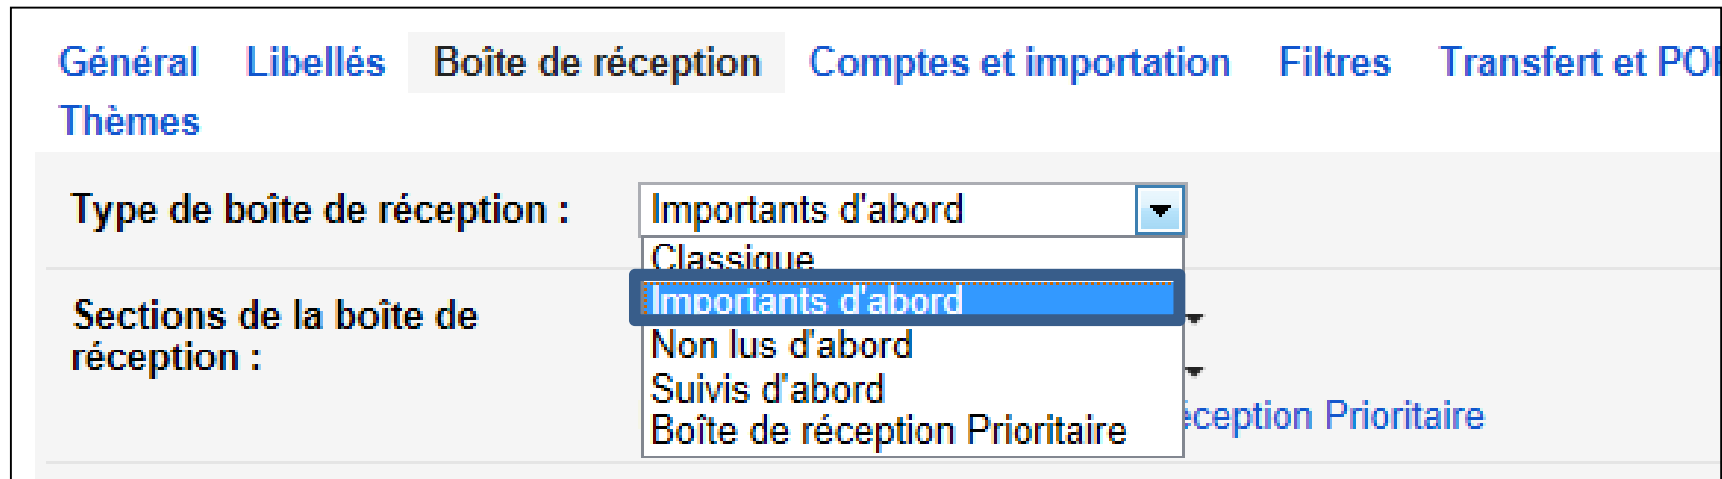 Général Libellés Boîte de réception Comptes et importation Filtres Transfert et
Thèmes
Type de boîte de réception : Importants d'abord
Classique
Importants d'abord
Sections de la boîte de
réception :
Non lus d'abord
Suivis d'abord
Boîte de réception Prioritaire
Prioritaire